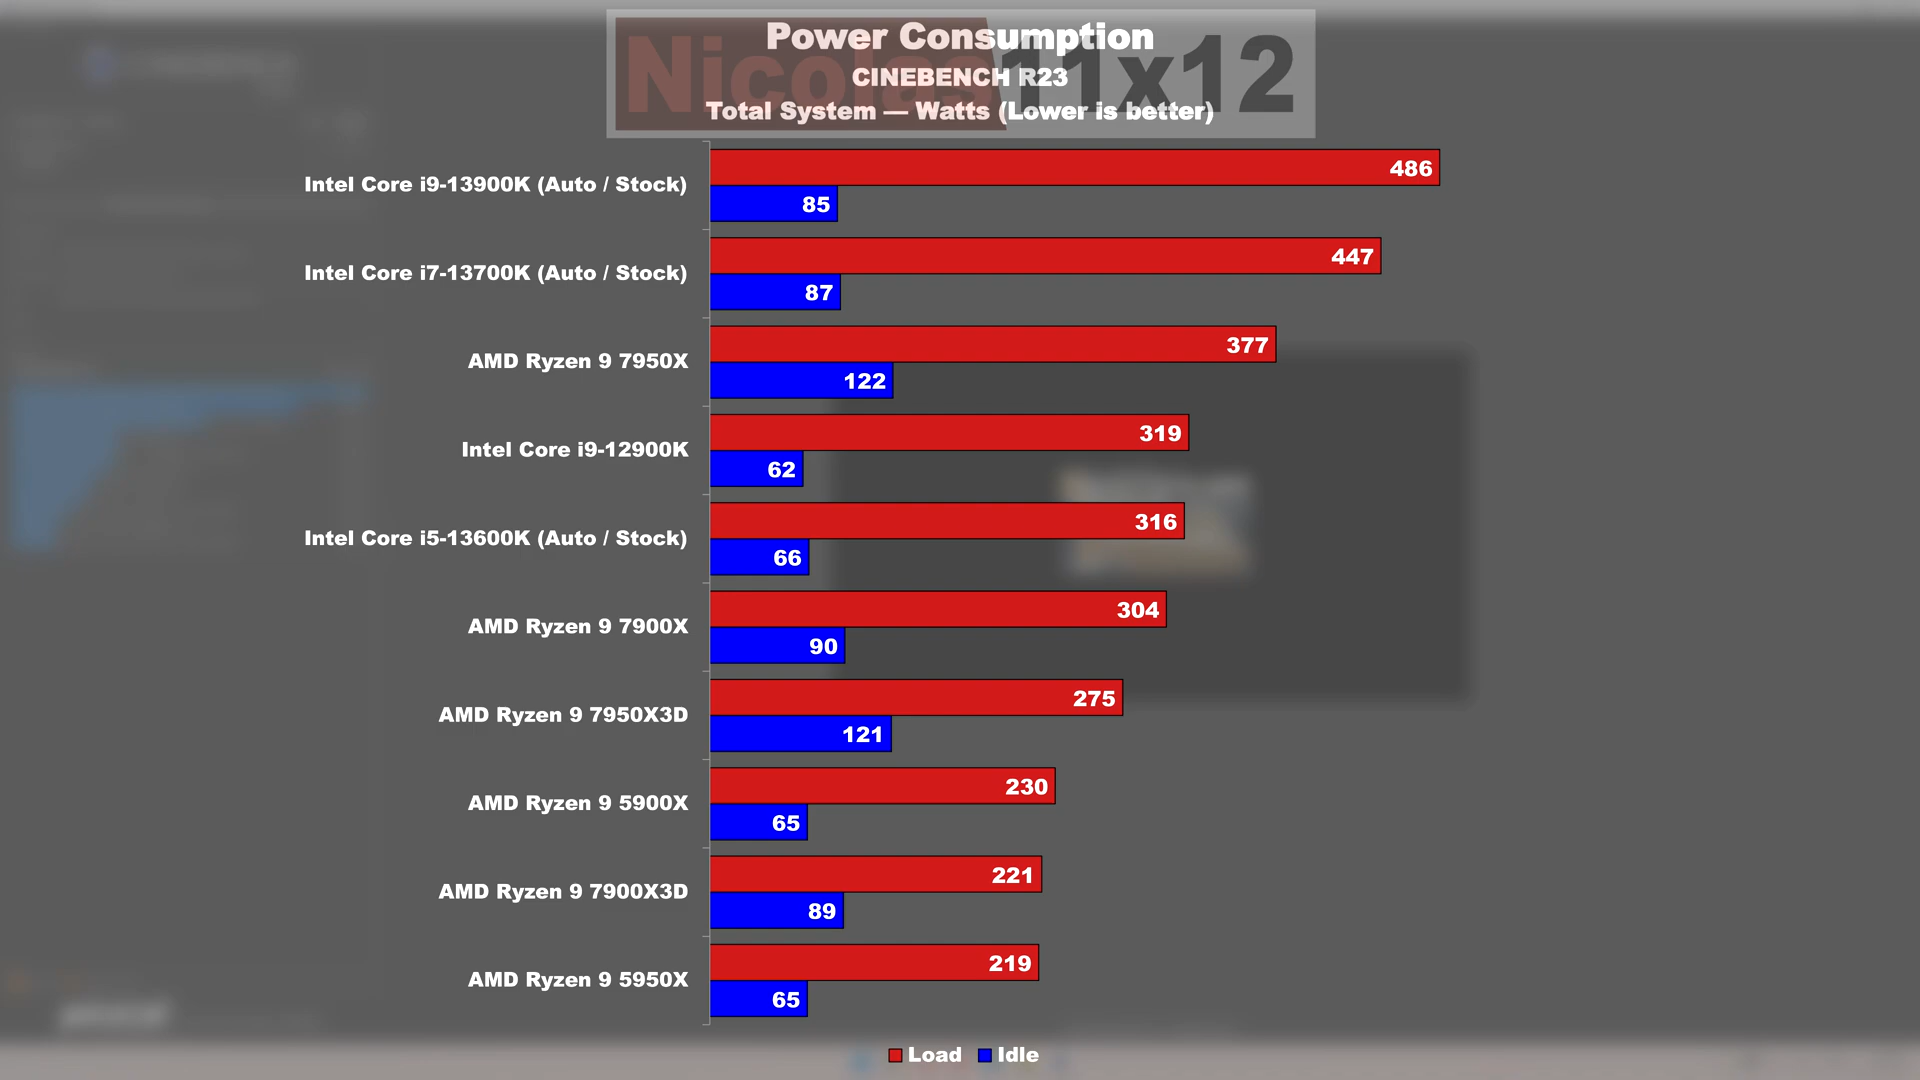 Nicolas11x12
Power Consumption
CINEBENCH R23
Total System — Watts (Lower is better)
Intel Core i9-13900K (Auto / Stock)
486
85
Intel Core i7-13700K (Auto / Stock)
447
87
AMD Ryzen 9 7950X
377
122
Intel Core i9-12900K
319
62
Intel Core i5-13600K (Auto / Stock)
316
66
AMD Ryzen 9 7900X
304
90
AMD Ryzen 9 7950X3D
275
121
AMD Ryzen 9 5900X
230
65
AMD Ryzen 9 7900X3D
221
89
AMD Ryzen 9 5950X
219
65
Load Idle